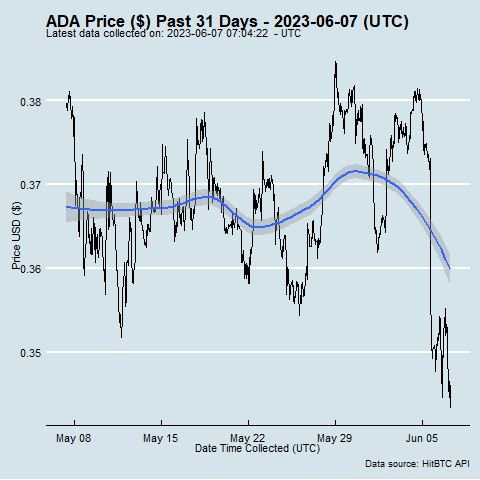 ADA Price ($) Past 31 Days - 2023-06-07 (UTC)
Latest data collected on: 2023-06-07 07:04:22 - UTC
0.38
0.37
0.36
0.35
Price USD ($)
May 08
May 15
May 22
May 29
Jun 05
Date Time Collected (UTC)
Data source: HitBTC API